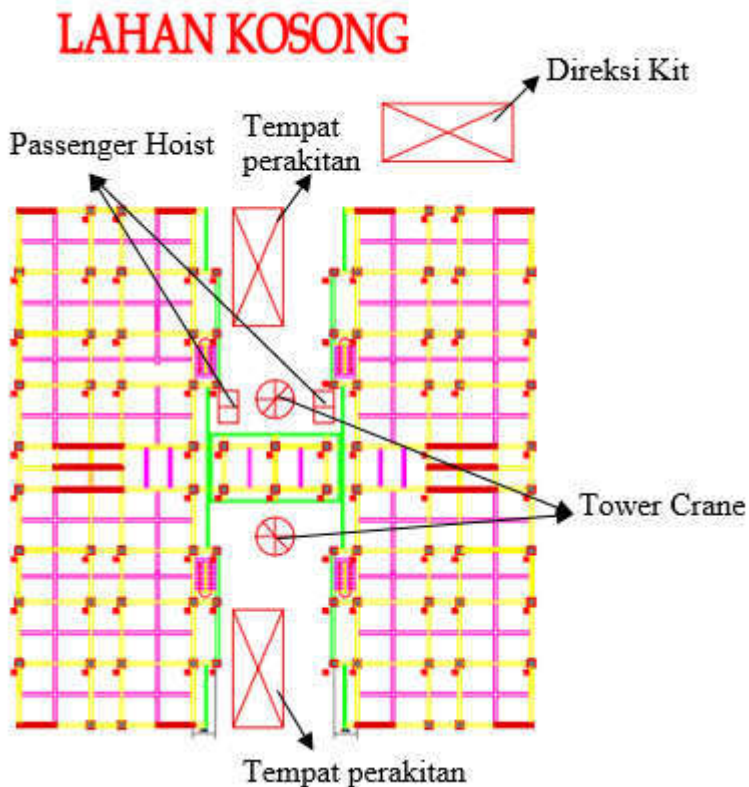 LAHAN KOSONG
Direksi Kit
Tempat
perakitan
Passenger Hoist
Tower Crane
Tempat perakitan